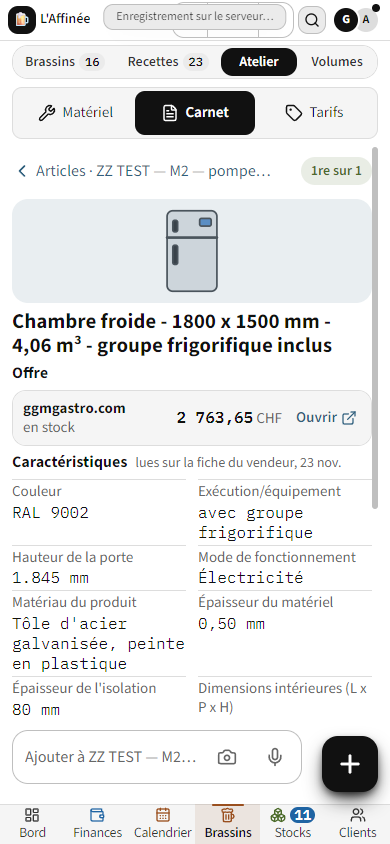 L'Affinée
Enregistrement sur le serveur…
G
A
Brassins 16
Recettes 23
Atelier
Volumes
Matériel
Carnet
Tarifs
Articles · ZZ TEST — M2 — pompe…
1re sur 1
Chambre froide - 1800 x 1500 mm -
4,06 m³ - groupe frigorifique inclus
Offre
ggmgastro.com
en stock
2 763,65 CHF
Ouvrir
Caractéristiques lues sur la fiche du vendeur, 23 nov.
Couleur
RAL 9002
Exécution/équipement
avec groupe
frigorifique
Hauteur de la porte
1.845 mm
Mode de fonctionnement
Électricité
Matériau du produit
Tôle d'acier
galvanisée, peinte
en plastique
Épaisseur du matériel
0,50 mm
Épaisseur de l'isolation
80 mm
Dimensions intérieures (L x
P x H)
Ajouter à ZZ TEST — M2…
Bord
Finances
Calendrier
Brassins
Stocks
11
Clients